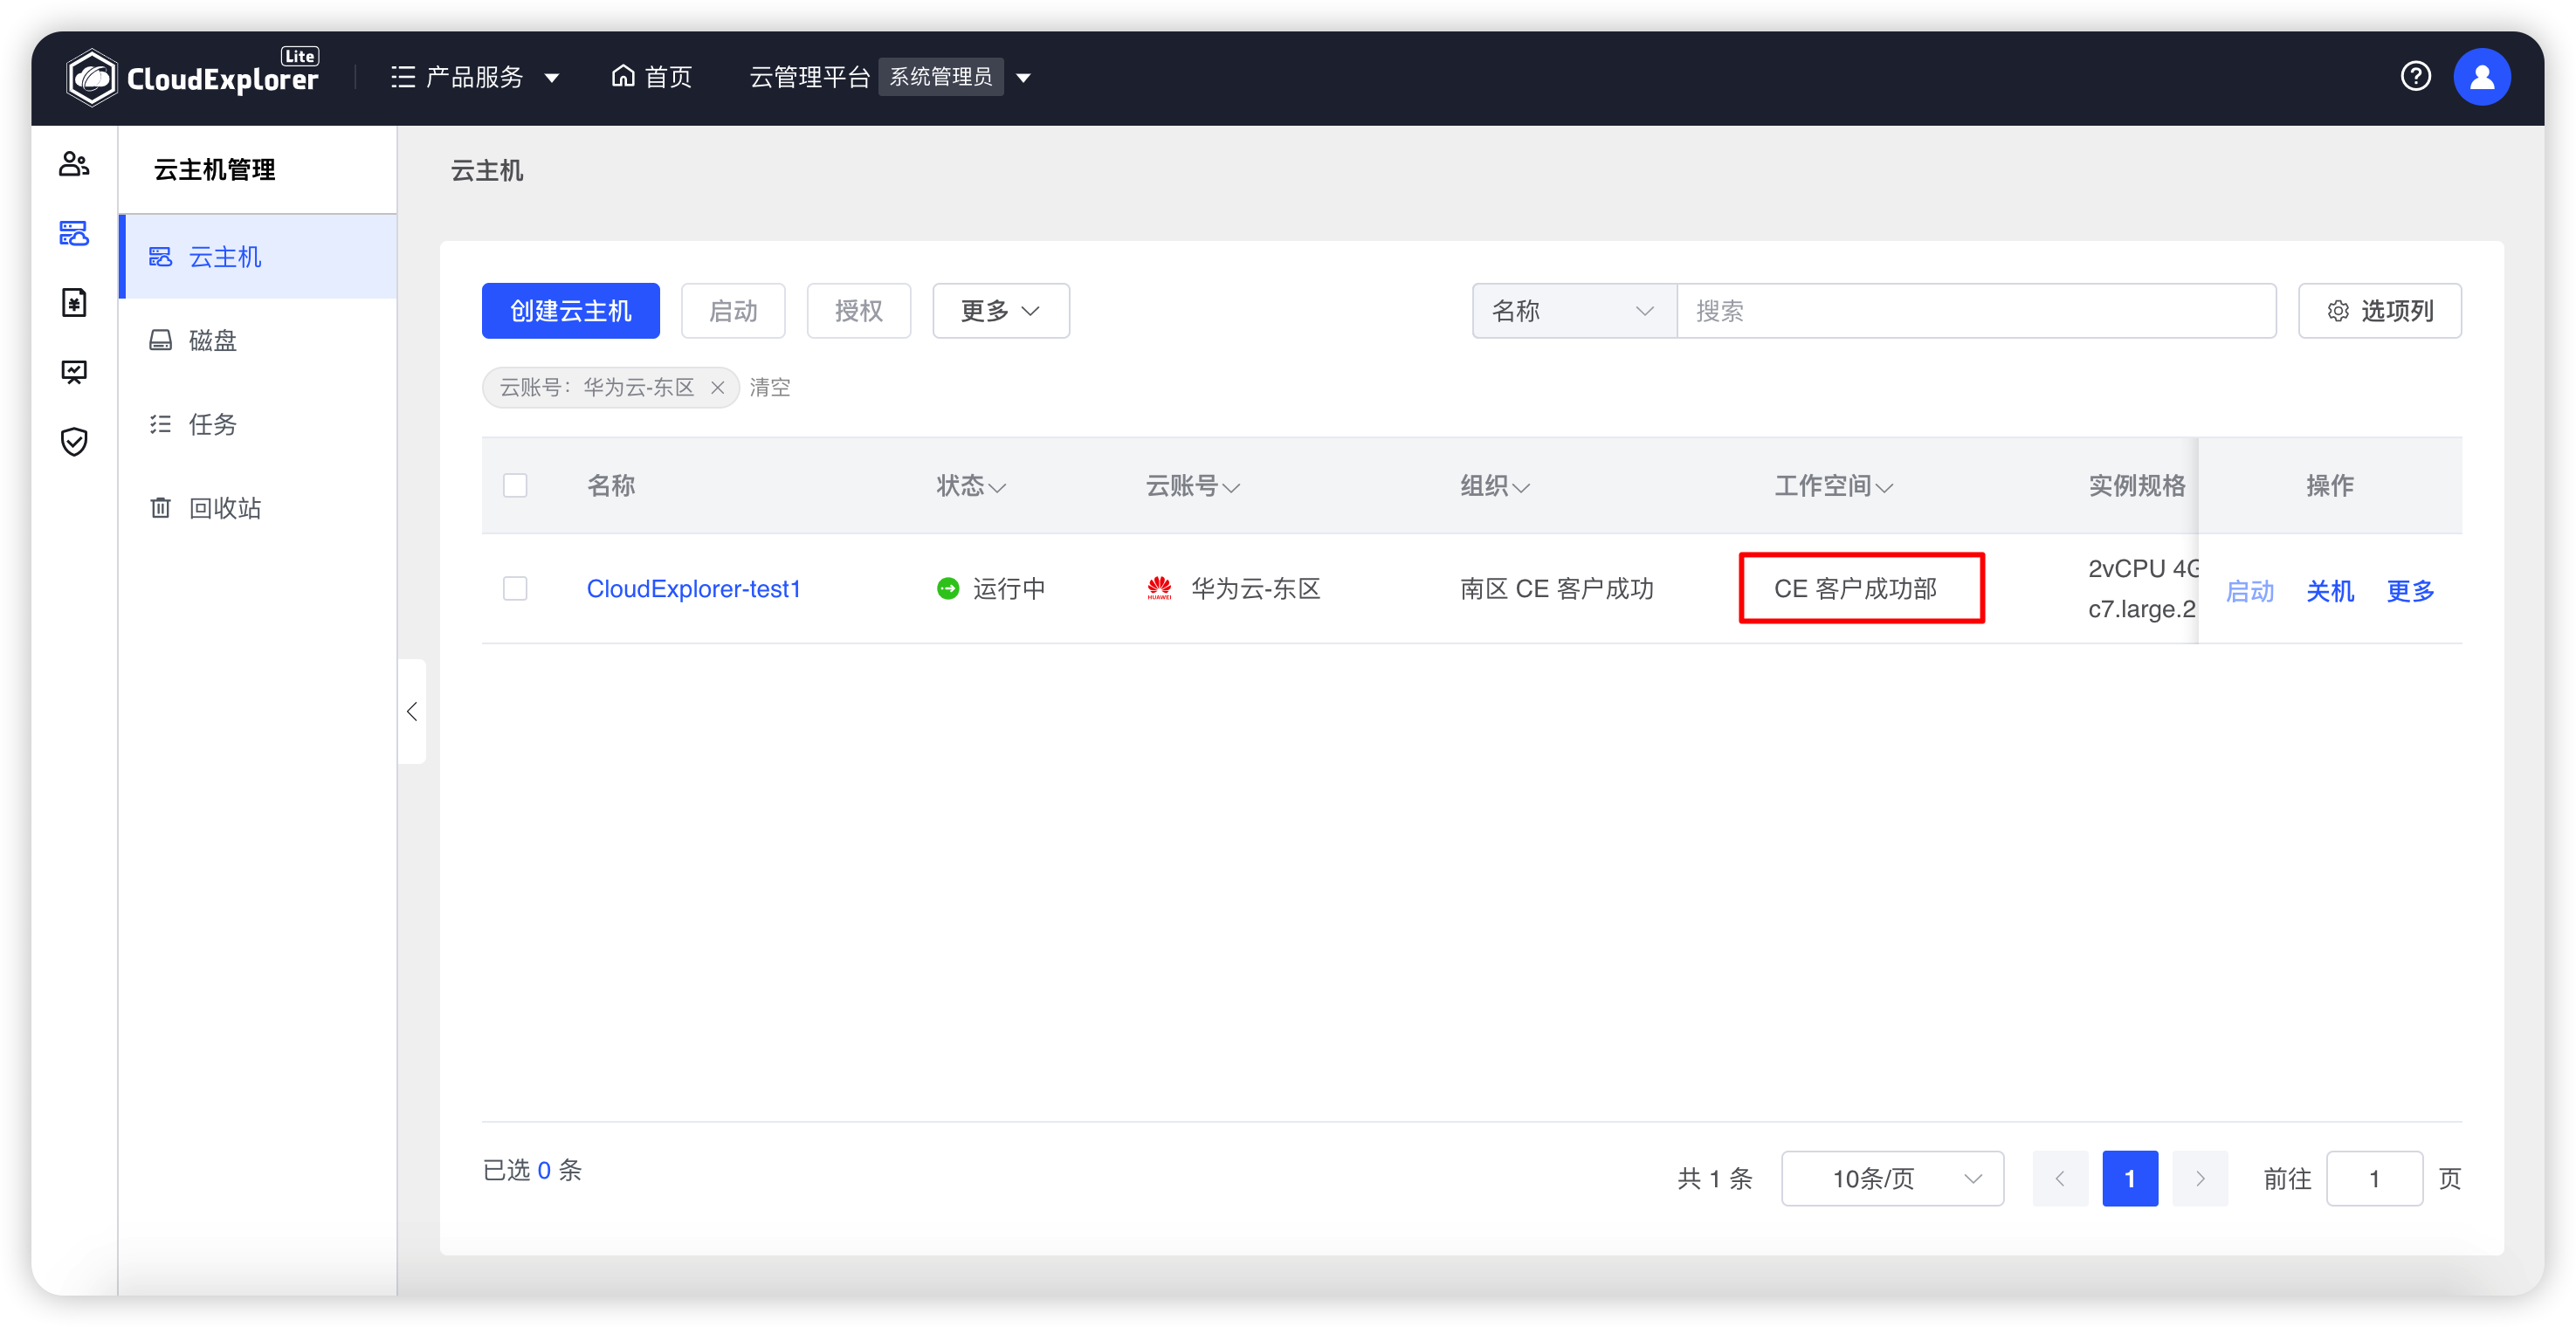 CloudExplorer Lite
产品服务
首页
云管理平台 系统管理员
云主机管理
云主机
磁盘
任务
回收站
云主机
创建云主机 启动 授权 更多
名称 搜索 选项列
云账号：华为云-东区 清空
名称 状态 云账号 组织 工作空间 实例规格 操作
CloudExplorer-test1 运行中 HUAWEI 华为云-东区 南区 CE 客户成功 CE 客户成功部 2vCPU 4G
c7.large.2 启动 关机 更多
已选 0 条
共 1 条 10条/页 1 前往 1 页